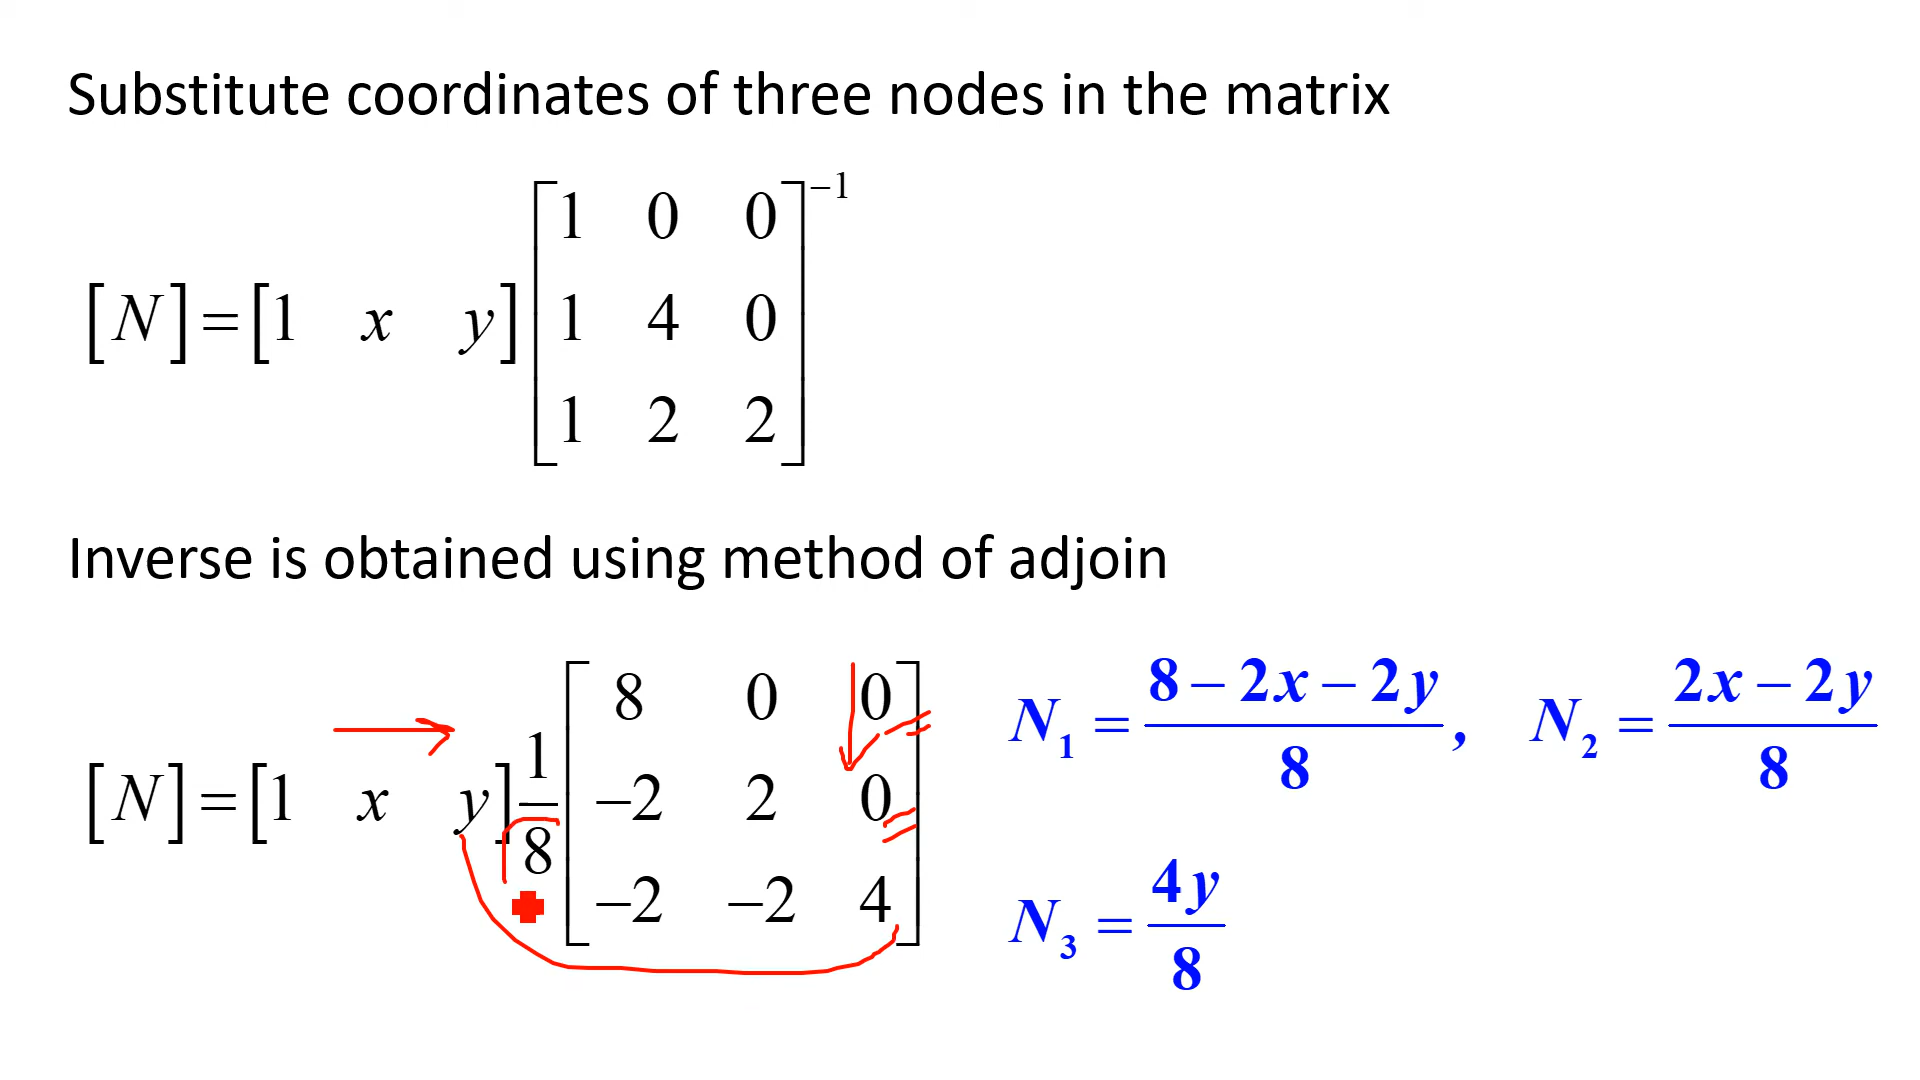 Substitute coordinates of three nodes in the matrix
[N] = [1 x y] [1 0 0
1 4 0
1 2 2]⁻¹
Inverse is obtained using method of adjoin
[N] = [1 x y] 1/8 [8 0 0
−2 2 0
−2 −2 4]
N₁ = (8 − 2x − 2y)/8 , N₂ = (2x − 2y)/8
N₃ = 4y/8